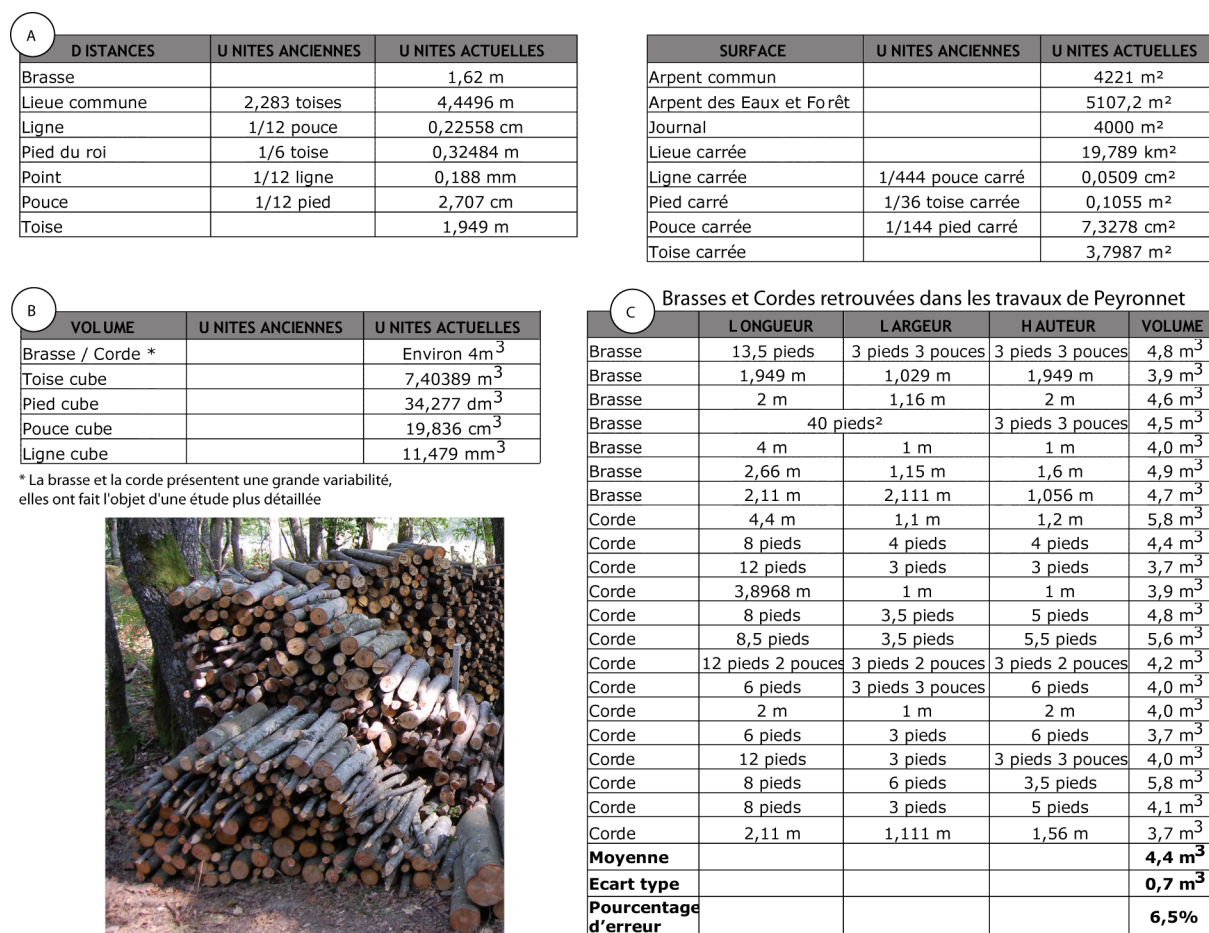 A
DISTANCES UNITES ANCIENNES UNITES ACTUELLES
Brasse 1,62 m
Lieue commune 2,283 toises 4,4496 m
Ligne 1/12 pouce 0,22558 cm
Pied du roi 1/6 toise 0,32484 m
Point 1/12 ligne 0,188 mm
Pouce 1/12 pied 2,707 cm
Toise 1,949 m
SURFACE UNITES ANCIENNES UNITES ACTUELLES
Arpent commun 4221 m²
Arpent des Eaux et Forêt 5107,2 m²
Journal 4000 m²
Lieue carrée 19,789 km²
Ligne carrée 1/444 pouce carré 0,0509 cm²
Pied carré 1/36 toise carrée 0,1055 m²
Pouce carrée 1/144 pied carré 7,3278 cm²
Toise carrée 3,7987 m²
B
VOLUME UNITES ANCIENNES UNITES ACTUELLES
Brasse / Corde * Environ 4m³
Toise cube 7,40389 m³
Pied cube 34,277 dm³
Pouce cube 19,836 cm³
Ligne cube 11,479 mm³
* La brasse et la corde présentent une grande variabilité,
elles ont fait l'objet d'une étude plus détaillée
C
Brasses et Cordes retrouvées dans les travaux de Peyronnet
LONGUEUR LARGEUR HAUTEUR VOLUME
Brasse 13,5 pieds 3 pieds 3 pouces 3 pieds 3 pouces 4,8 m³
Brasse 1,949 m 1,029 m 1,949 m 3,9 m³
Brasse 2 m 1,16 m 2 m 4,6 m³
Brasse 40 pieds² 3 pieds 3 pouces 4,5 m³
Brasse 4 m 1 m 1 m 4,0 m³
Brasse 2,66 m 1,15 m 1,6 m 4,9 m³
Brasse 2,11 m 2,111 m 1,056 m 4,7 m³
Corde 4,4 m 1,1 m 1,2 m 5,8 m³
Corde 8 pieds 4 pieds 4 pieds 4,4 m³
Corde 12 pieds 3 pieds 3 pieds 3,7 m³
Corde 3,8968 m 1 m 1 m 3,9 m³
Corde 8 pieds 3,5 pieds 5 pieds 4,8 m³
Corde 8,5 pieds 3,5 pieds 5,5 pieds 5,6 m³
Corde 12 pieds 2 pouces 3 pieds 2 pouces 3 pieds 2 pouces 4,2 m³
Corde 6 pieds 3 pieds 3 pouces 6 pieds 4,0 m³
Corde 2 m 1 m 2 m 4,0 m³
Corde 6 pieds 3 pieds 6 pieds 3,7 m³
Corde 12 pieds 3 pieds 3 pieds 3 pouces 4,0 m³
Corde 8 pieds 6 pieds 3,5 pieds 5,8 m³
Corde 8 pieds 3 pieds 5 pieds 4,1 m³
Corde 2,11 m 1,111 m 1,56 m 3,7 m³
Moyenne 4,4 m³
Ecart type 0,7 m³
Pourcentage
d'erreur 6,5%